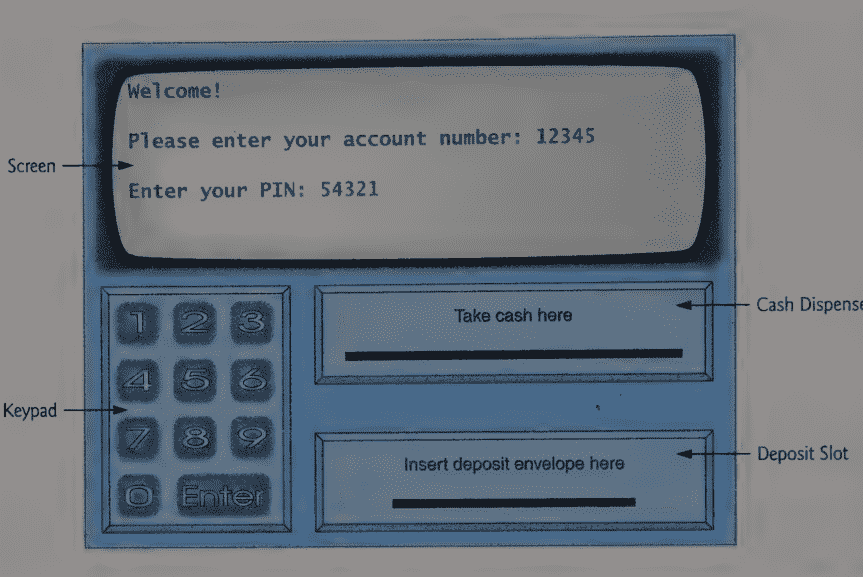 Welcome!
Please enter your account number: 12345
Screen
Enter your PIN: 54321
1 2 3
Take cash here
Cash Dispense
4 5 6
Keypad
7 8 9
Insert deposit envelope here
Deposit Slot
0 Enter